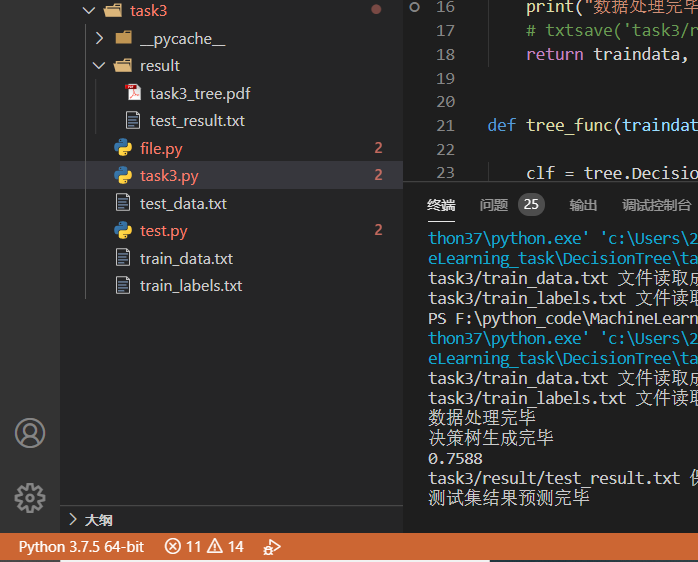 task3
__pycache__
result
task3_tree.pdf
test_result.txt
file.py 2
task3.py 2
test_data.txt
test.py 2
train_data.txt
train_labels.txt
大纲
16 print("数据处理完毕
17 # txtsave('task3/r
18 return traindata,
19
20
21 def tree_func(traindat
22
23 clf = tree.Decisio
终端 问题 25 输出 调试控制台
thon37\python.exe' 'c:\Users\2
eLearning_task\DecisionTree\ta
task3/train_data.txt 文件读取成
task3/train_labels.txt 文件读取
PS F:\python_code\MachineLearn
thon37\python.exe' 'c:\Users\2
eLearning_task\DecisionTree\ta
task3/train_data.txt 文件读取成
task3/train_labels.txt 文件读取
数据处理完毕
决策树生成完毕
0.7588
task3/result/test_result.txt 保
测试集结果预测完毕
Python 3.7.5 64-bit 11 14